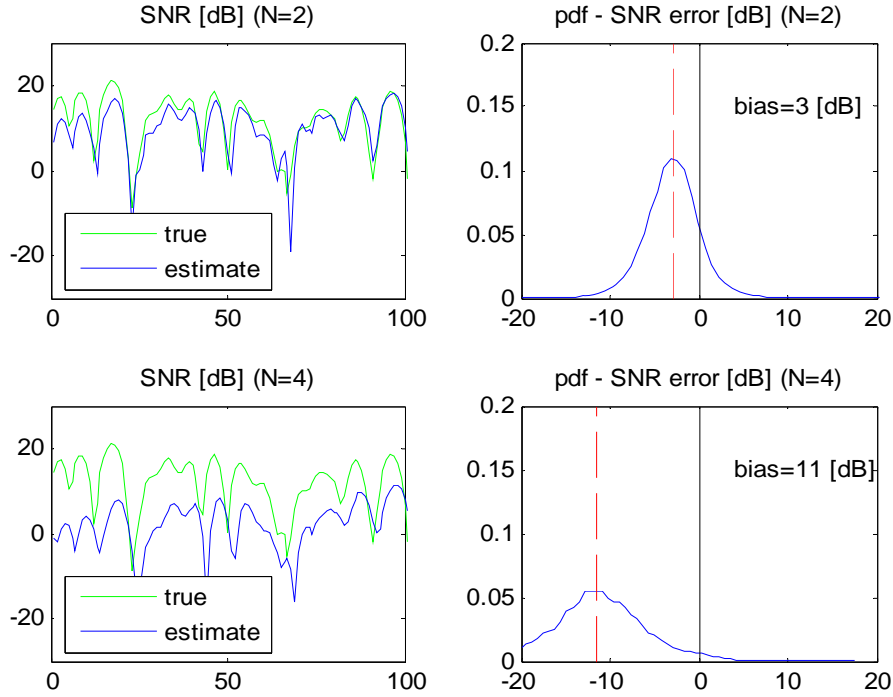 SNR [dB] (N=2)
20
0
-20
0 50 100
true
estimate
pdf - SNR error [dB] (N=2)
0.2
0.15
0.1
0.05
0
-20 -10 0 10 20
bias=3 [dB]
SNR [dB] (N=4)
20
0
-20
0 50 100
true
estimate
pdf - SNR error [dB] (N=4)
0.2
0.15
0.1
0.05
0
-20 -10 0 10 20
bias=11 [dB]